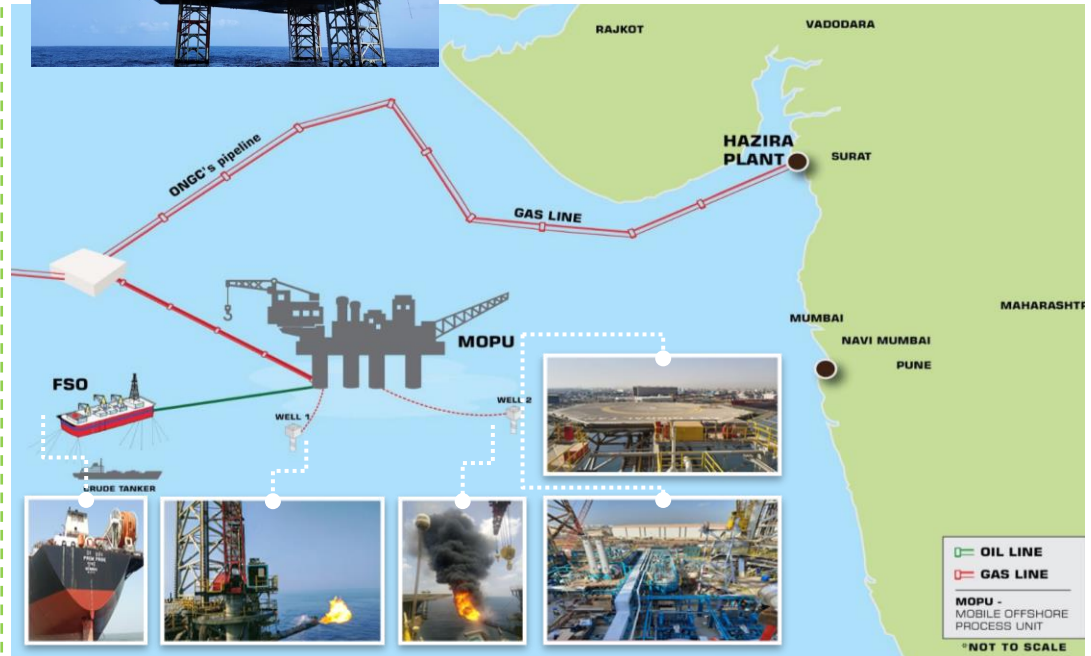 RAJKOT
VADODARA
ONGC's pipeline
HAZIRA
PLANT
SURAT
GAS LINE
MAHARASHTR
MUMBAI
NAVI MUMBAI
PUNE
MOPU
FSO
WELL 1
WELL 2
CRUDE TANKER
OIL LINE
GAS LINE
MOPU -
MOBILE OFFSHORE
PROCESS UNIT
*NOT TO SCALE